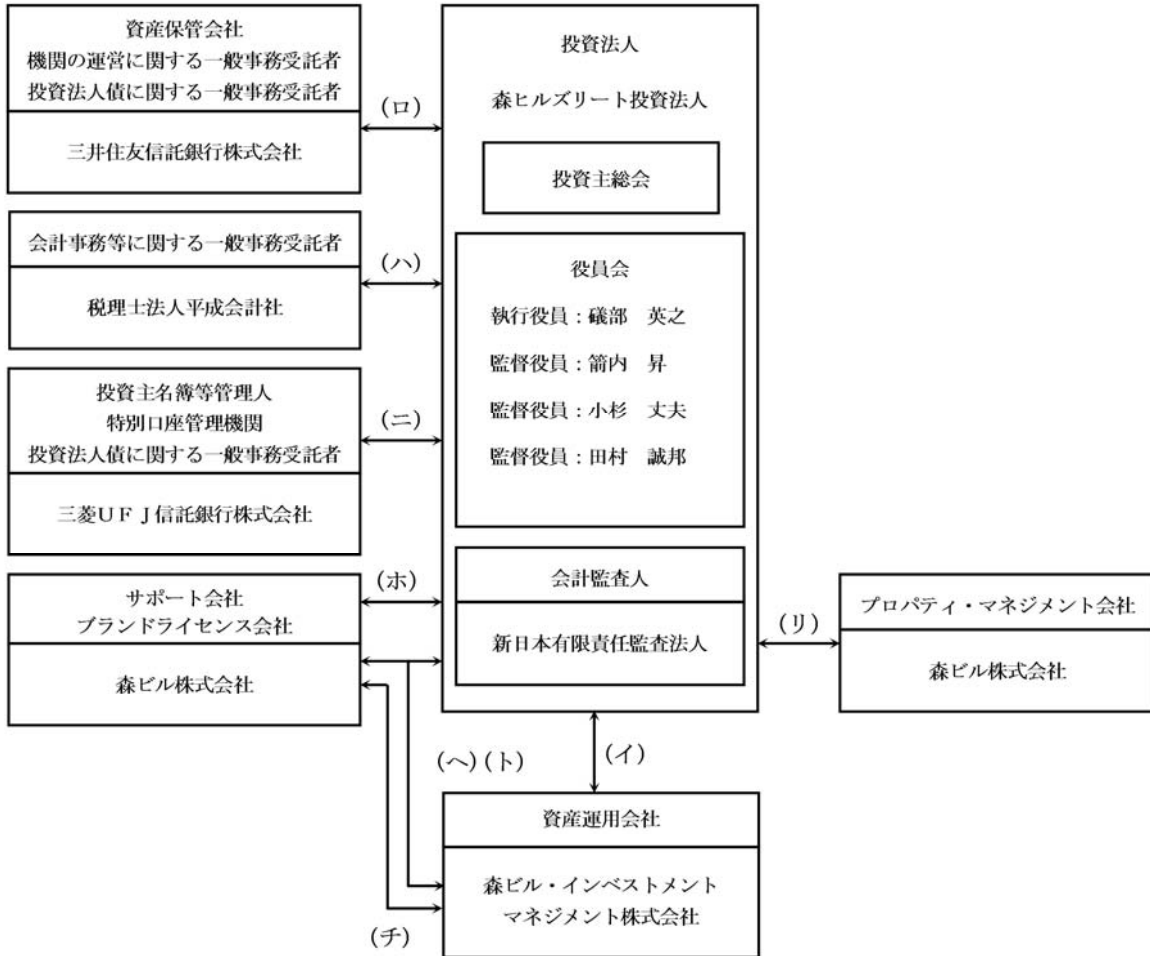 資産保管会社
機関の運営に関する一般事務受託者
投資法人債に関する一般事務受託者
三井住友信託銀行株式会社
(ロ)
会計事務等に関する一般事務受託者
税理士法人平成会計社
(ハ)
投資主名簿等管理人
特別口座管理機関
投資法人債に関する一般事務受託者
三菱UFJ信託銀行株式会社
(ニ)
サポート会社
ブランドライセンス会社
森ビル株式会社
(ホ)
投資法人
森ヒルズリート投資法人
投資主総会
役員会
執行役員:礒部 英之
監督役員:箭内 昇
監督役員:小杉 丈夫
監督役員:田村 誠邦
会計監査人
新日本有限責任監査法人
(リ)
プロパティ・マネジメント会社
森ビル株式会社
(ヘ)(ト)
(イ)
資産運用会社
森ビル・インベストメント
マネジメント株式会社
(チ)